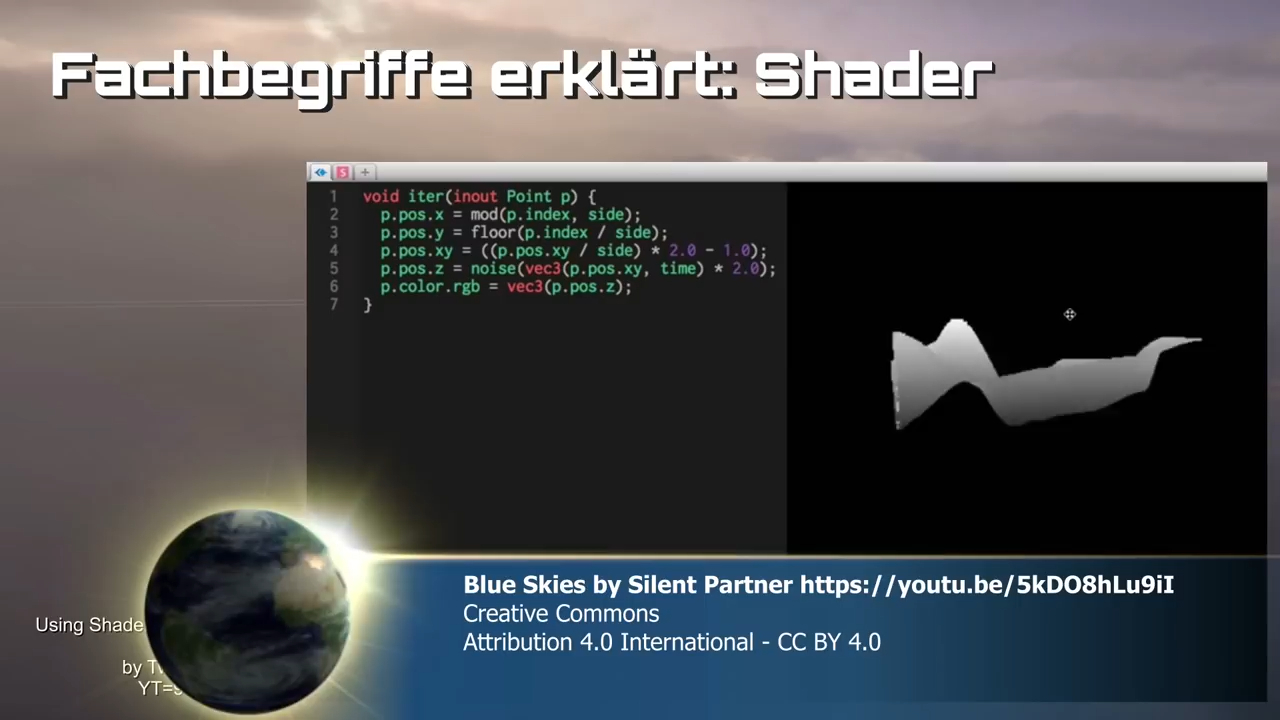 Fachbegriffe erklärt: Shader
S +
1 void iter(inout Point p) {
2 p.pos.x = mod(p.index, side);
3 p.pos.y = floor(p.index / side);
4 p.pos.xy = ((p.pos.xy / side) * 2.0 - 1.0);
5 p.pos.z = noise(vec3(p.pos.xy, time) * 2.0);
6 p.color.rgb = vec3(p.pos.z);
7 }
Blue Skies by Silent Partner https://youtu.be/5kDO8hLu9iI
Creative Commons
Attribution 4.0 International - CC BY 4.0
Using Shade
by
YT=